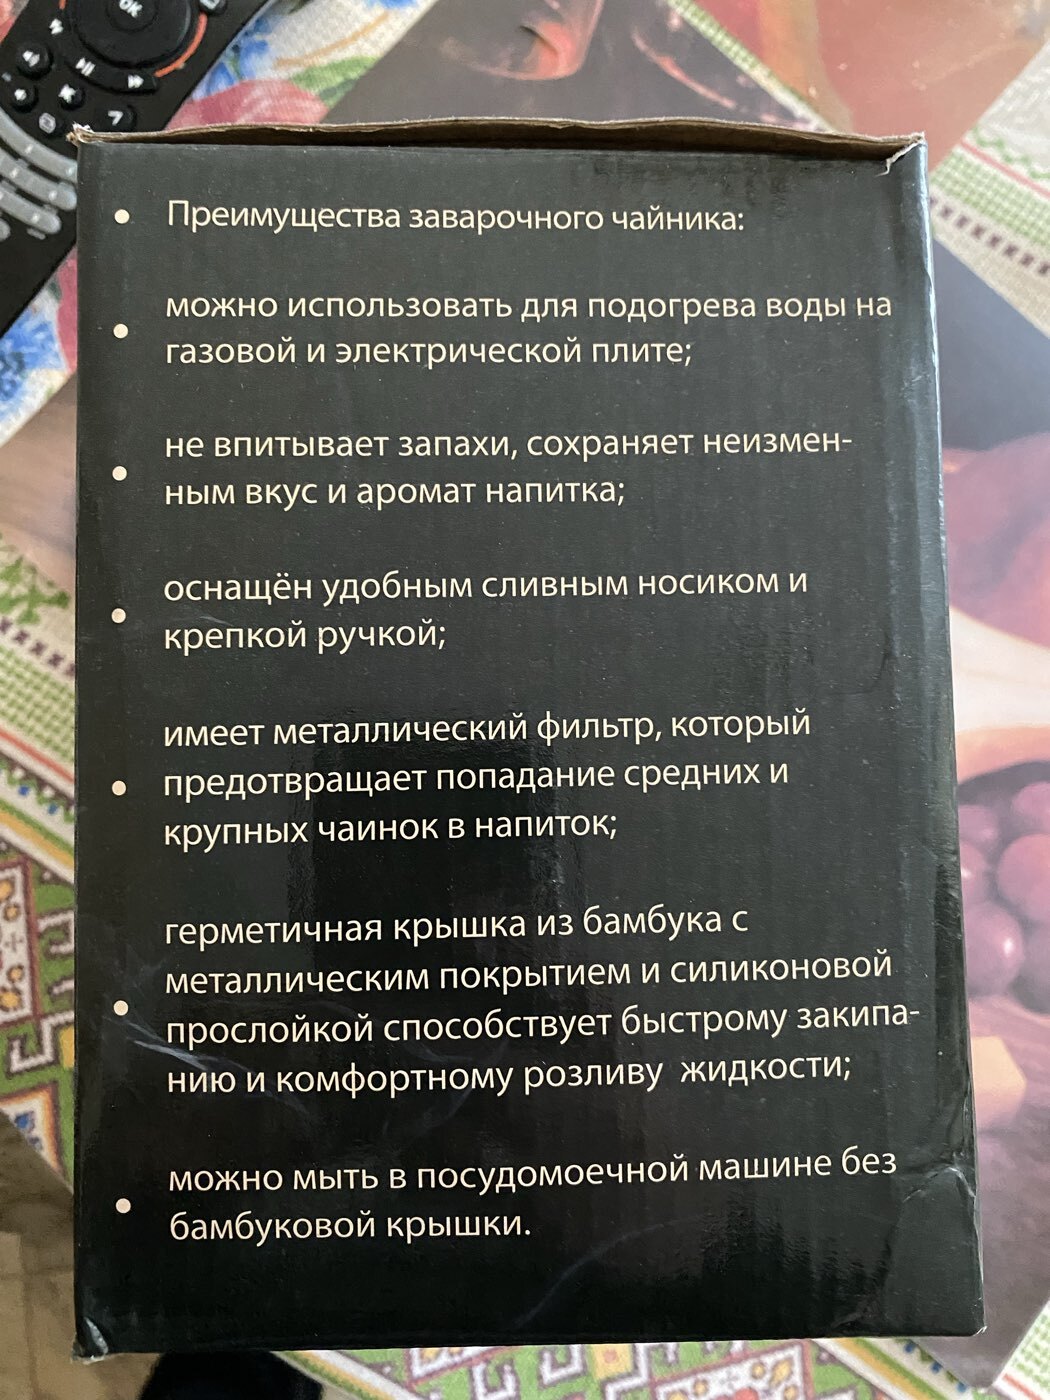 OK
• Преимущества заварочного чайника:
можно использовать для подогрева воды на
• газовой и электрической плите;
не впитывает запахи, сохраняет неизмен-
• ным вкус и аромат напитка;
оснащён удобным сливным носиком и
• крепкой ручкой;
имеет металлический фильтр, который
• предотвращает попадание средних и
крупных чаинок в напиток;
герметичная крышка из бамбука с
металлическим покрытием и силиконовой
• прослойкой способствует быстрому закипа-
нию и комфортному розливу жидкости;
можно мыть в посудомоечной машине без
• бамбуковой крышки.